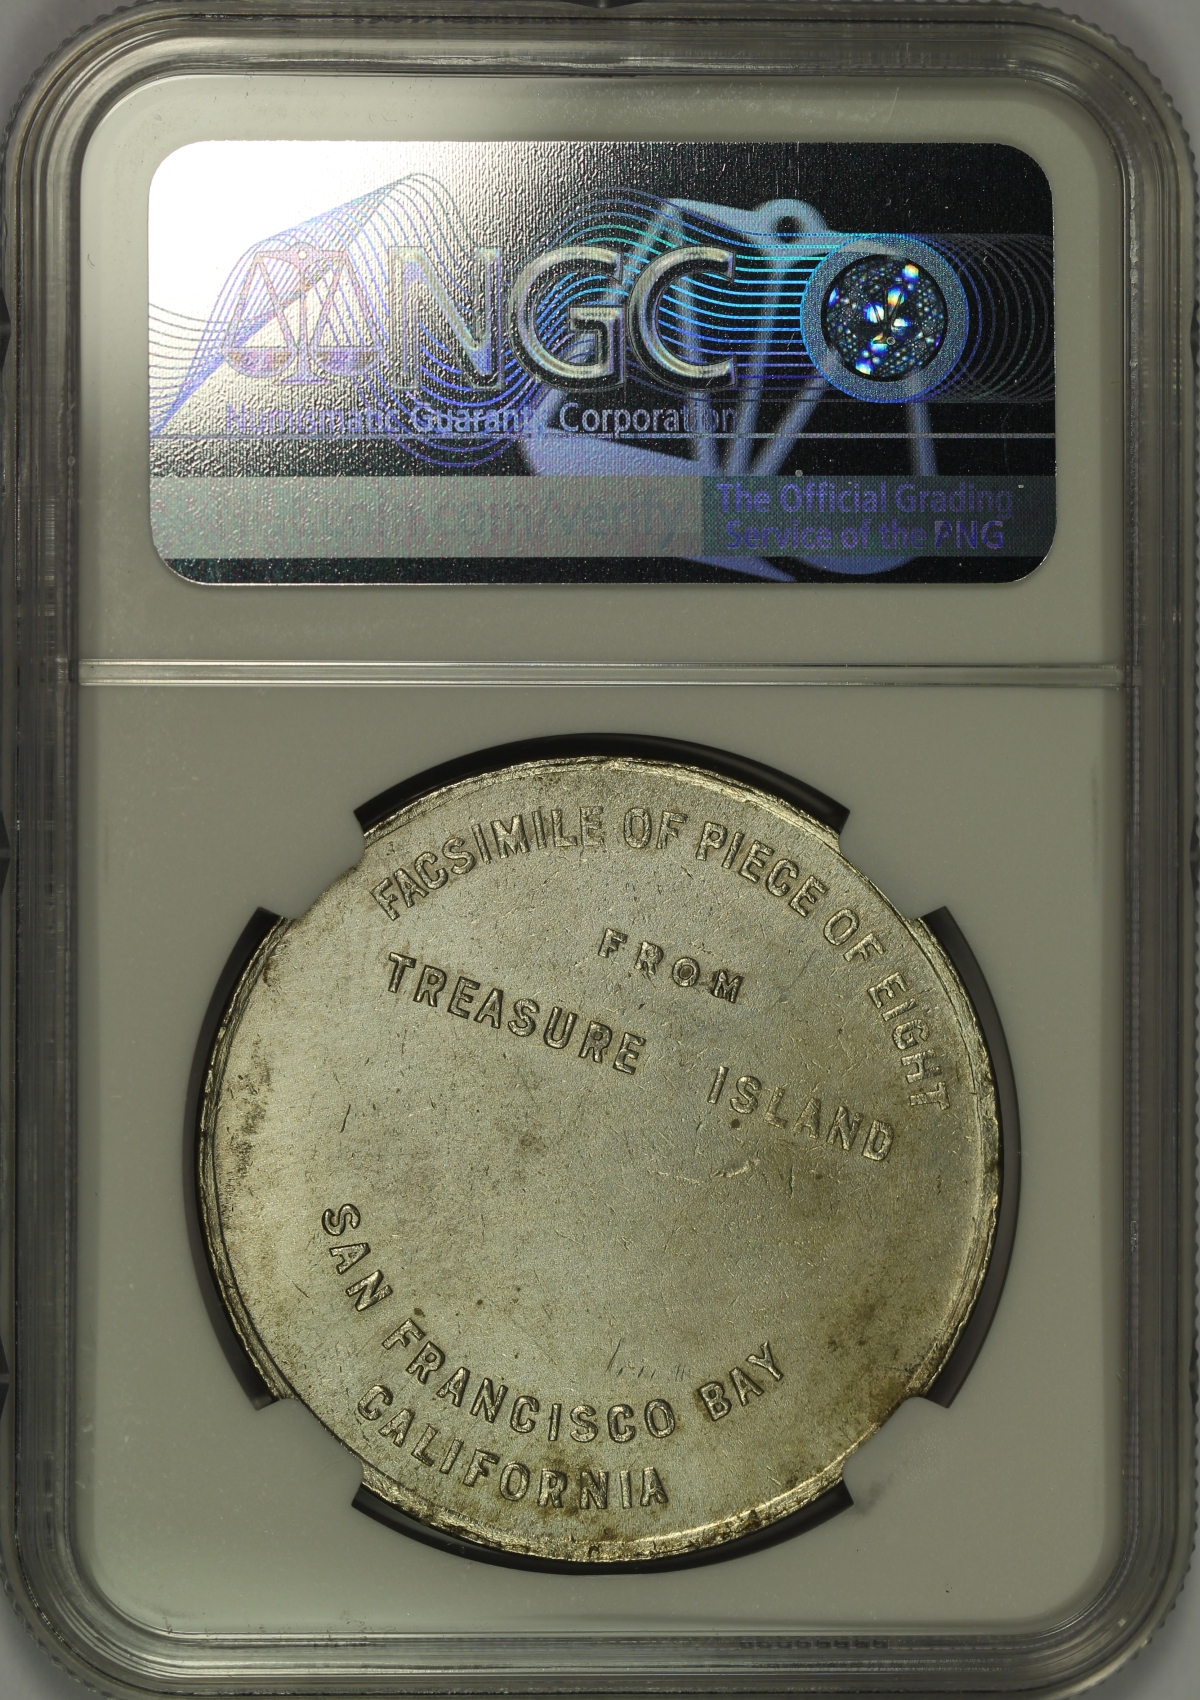 NGC
Numismatic Guaranty Corporation
The Official Grading
Service of the PNG
FACSIMILE OF PIECE OF EIGHT
FROM
TREASURE ISLAND
SAN FRANCISCO BAY
CALIFORNIA